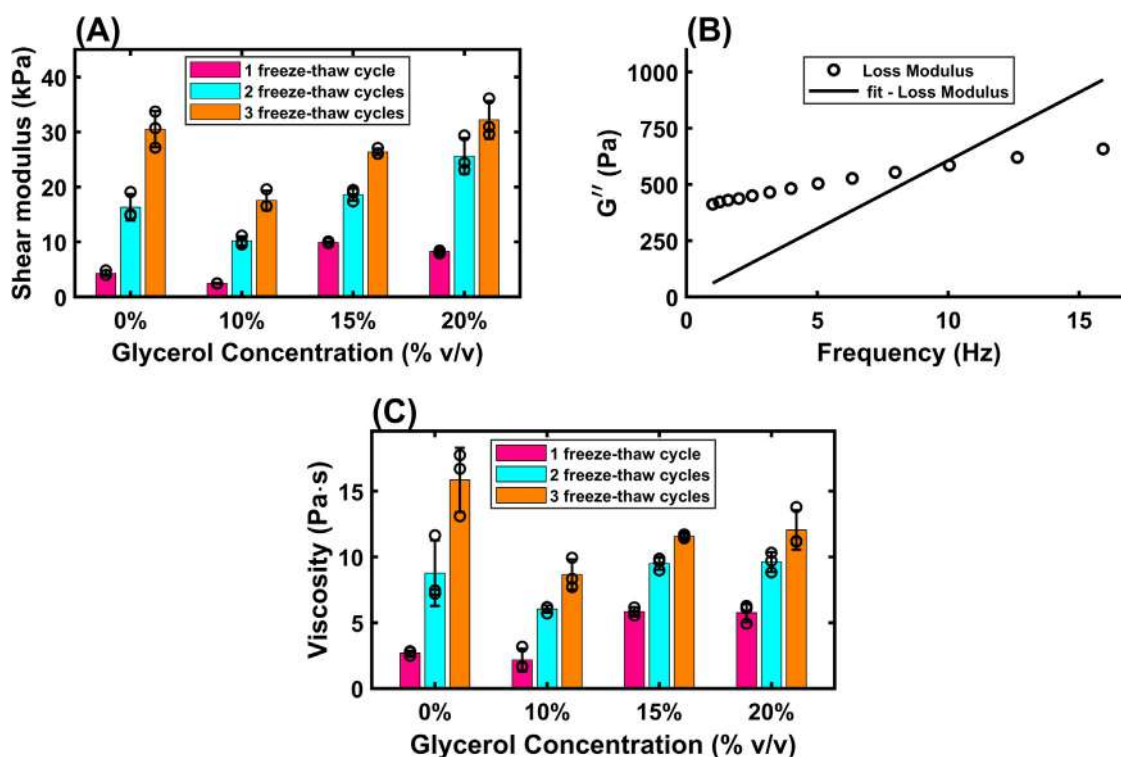 (A)
Shear modulus (kPa)
40
30
20
10
0
1 freeze-thaw cycle
2 freeze-thaw cycles
3 freeze-thaw cycles
0% 10% 15% 20%
Glycerol Concentration (% v/v)
(B)
G′′ (Pa)
1000
750
500
250
0
Loss Modulus
fit - Loss Modulus
0 5 10 15
Frequency (Hz)
(C)
Viscosity (Pa·s)
15
10
5
0
1 freeze-thaw cycle
2 freeze-thaw cycles
3 freeze-thaw cycles
0% 10% 15% 20%
Glycerol Concentration (% v/v)